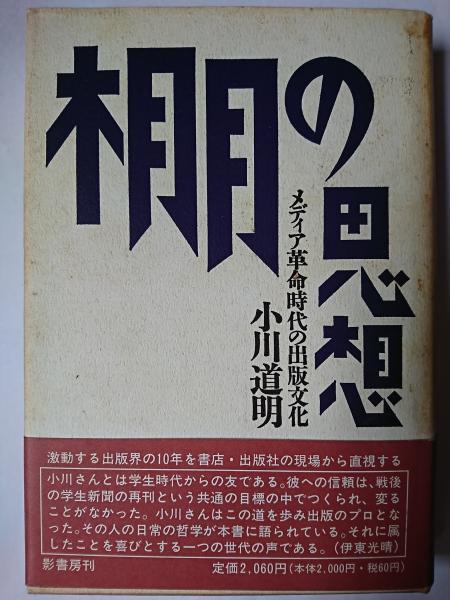 棚の思想
メディア革命時代の出版文化
小川道明
激動する出版界の10年を書店・出版社の現場から直視する
小川さんとは学生時代からの友である。彼への信頼は、戦後
の学生新聞の再刊という共通の目標の中でつくられ、変る
ことがなかった。小川さんはこの道を歩み出版のプロとな
った。その人の日常の哲学が本書に語られている。それに属
したことを喜びとする一つの世代の声である。(伊東光晴)
影書房刊
定価2,060円(本体2,000円・税60円)